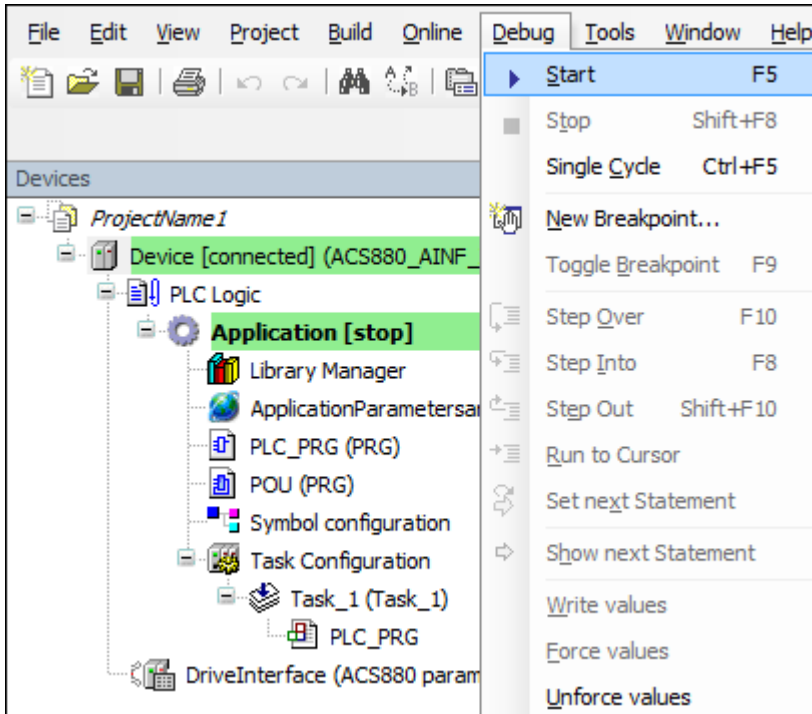 File Edit View Project Build Online Debug Tools Window Help
Start F5
Stop Shift+F8
Single Cycle Ctrl+F5
New Breakpoint...
Toggle Breakpoint F9
Step Over F10
Step Into F8
Step Out Shift+F10
Run to Cursor
Set next Statement
Show next Statement
Write values
Force values
Unforce values
Devices
ProjectName1
Device [connected] (ACS880_AINF_
PLC Logic
Application [stop]
Library Manager
ApplicationParametersa
PLC_PRG (PRG)
POU (PRG)
Symbol configuration
Task Configuration
Task_1 (Task_1)
PLC_PRG
DriveInterface (ACS880 param